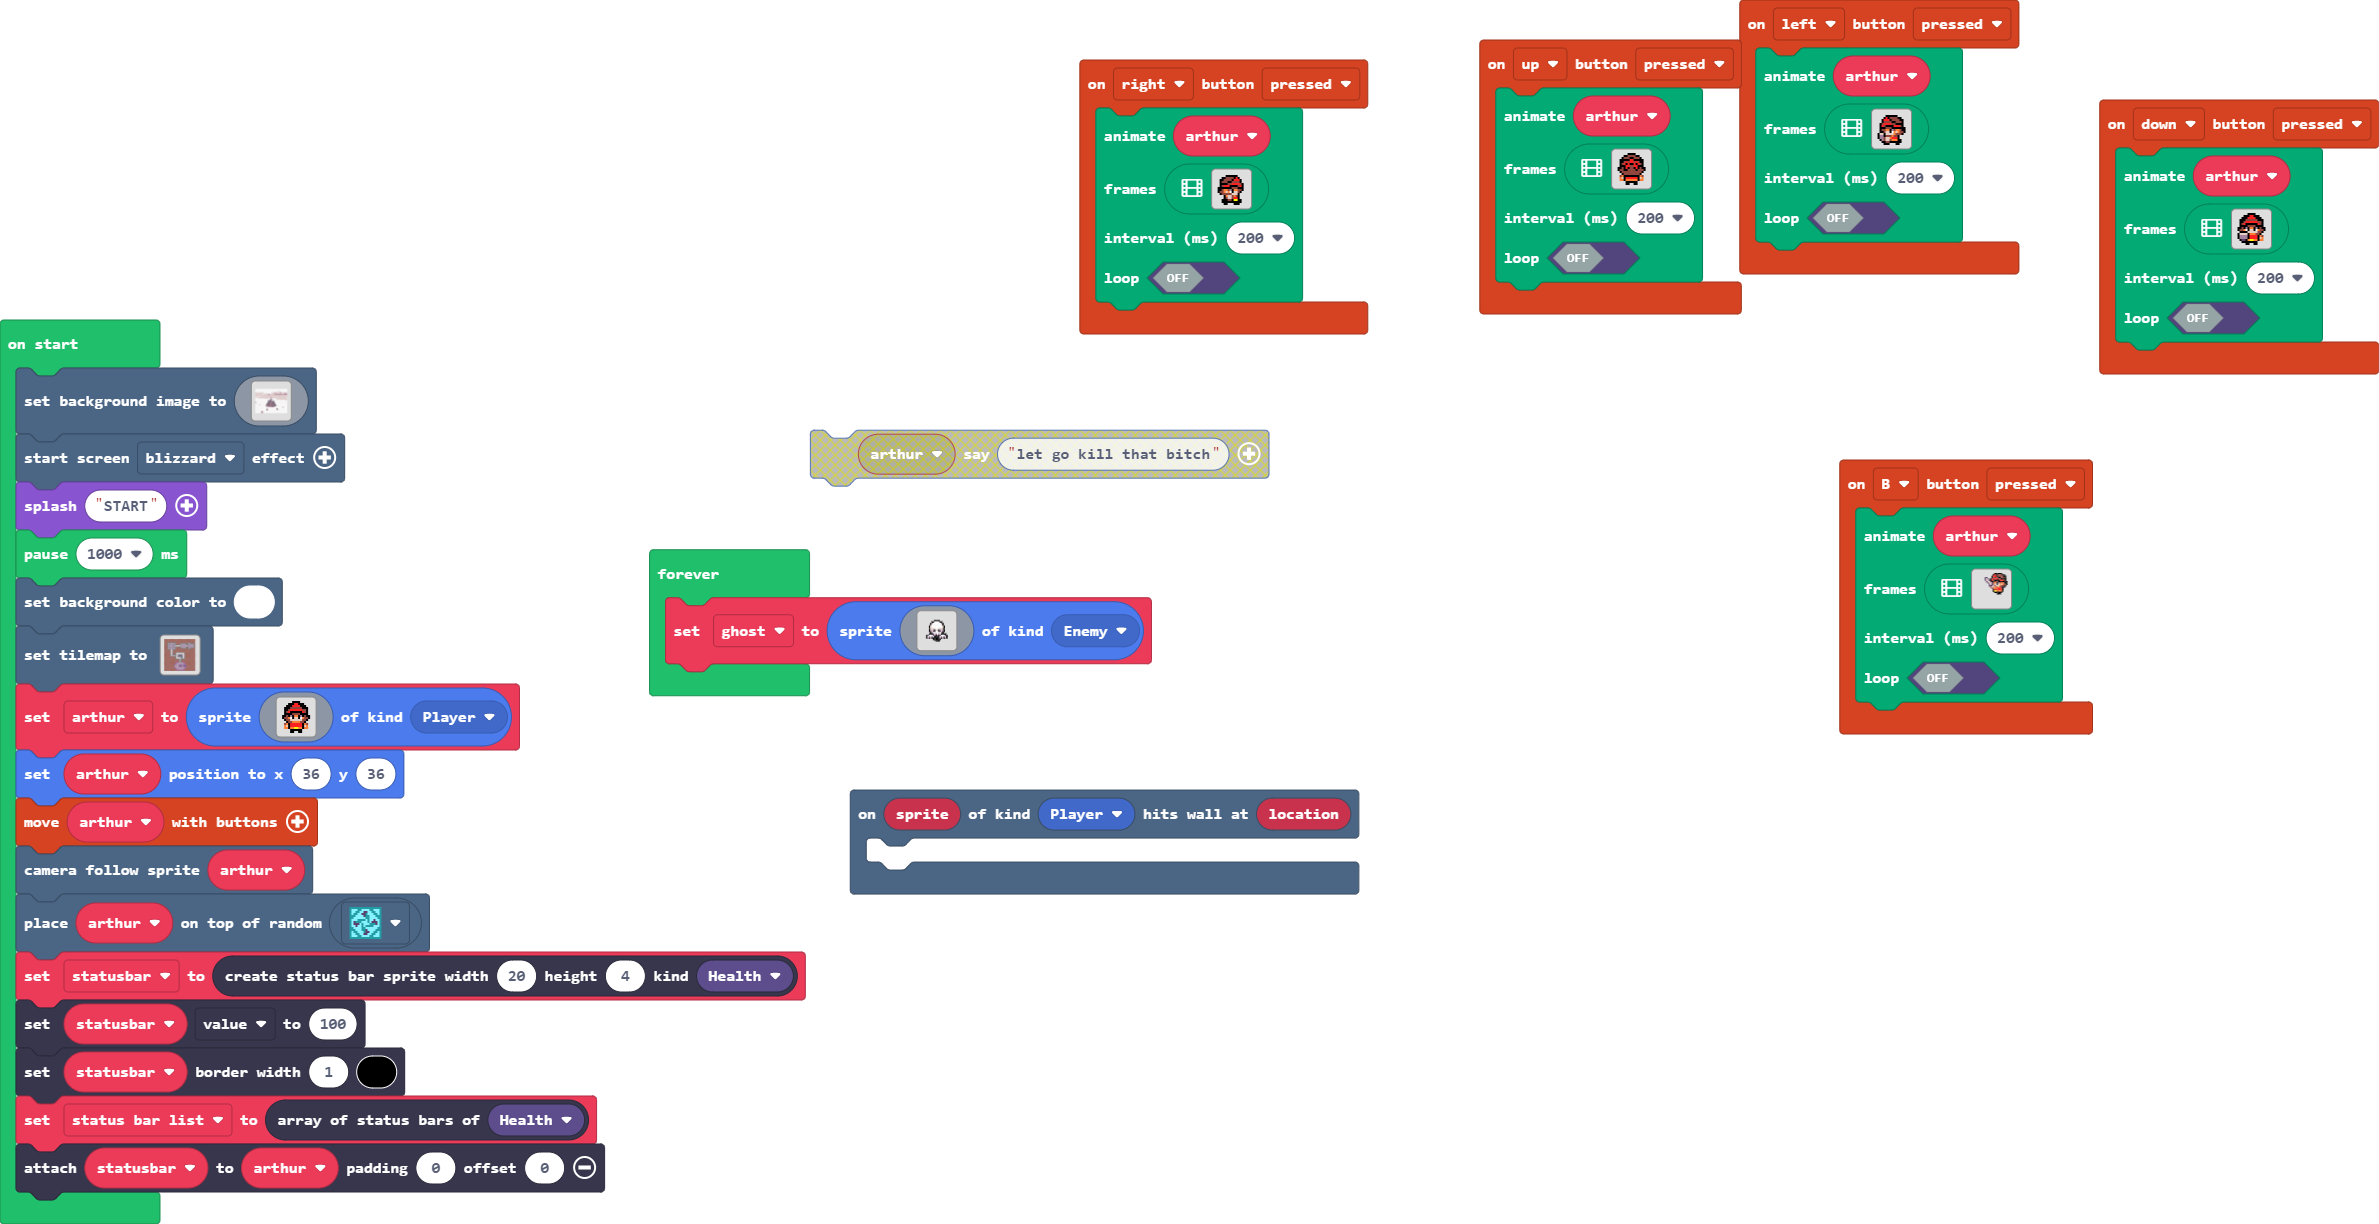 on start
set background image to
start screen blizzard effect
splash "START"
pause 1000 ms
set background color to
set tilemap to
set arthur to sprite of kind Player
set arthur position to x 36 y 36
move arthur with buttons
camera follow sprite arthur
place arthur on top of random
set statusbar to create status bar sprite width 20 height 4 kind Health
set statusbar value to 100
set statusbar border width 1
set status bar list to array of status bars of Health
attach statusbar to arthur padding 0 offset 0
arthur say "let go kill that bitch"
forever
set ghost to sprite of kind Enemy
on sprite of kind Player hits wall at location
on right button pressed
animate arthur
frames
interval (ms) 200
loop OFF
on up button pressed
animate arthur
frames
interval (ms) 200
loop OFF
on left button pressed
animate arthur
frames
interval (ms) 200
loop OFF
on down button pressed
animate arthur
frames
interval (ms) 200
loop OFF
on B button pressed
animate arthur
frames
interval (ms) 200
loop OFF